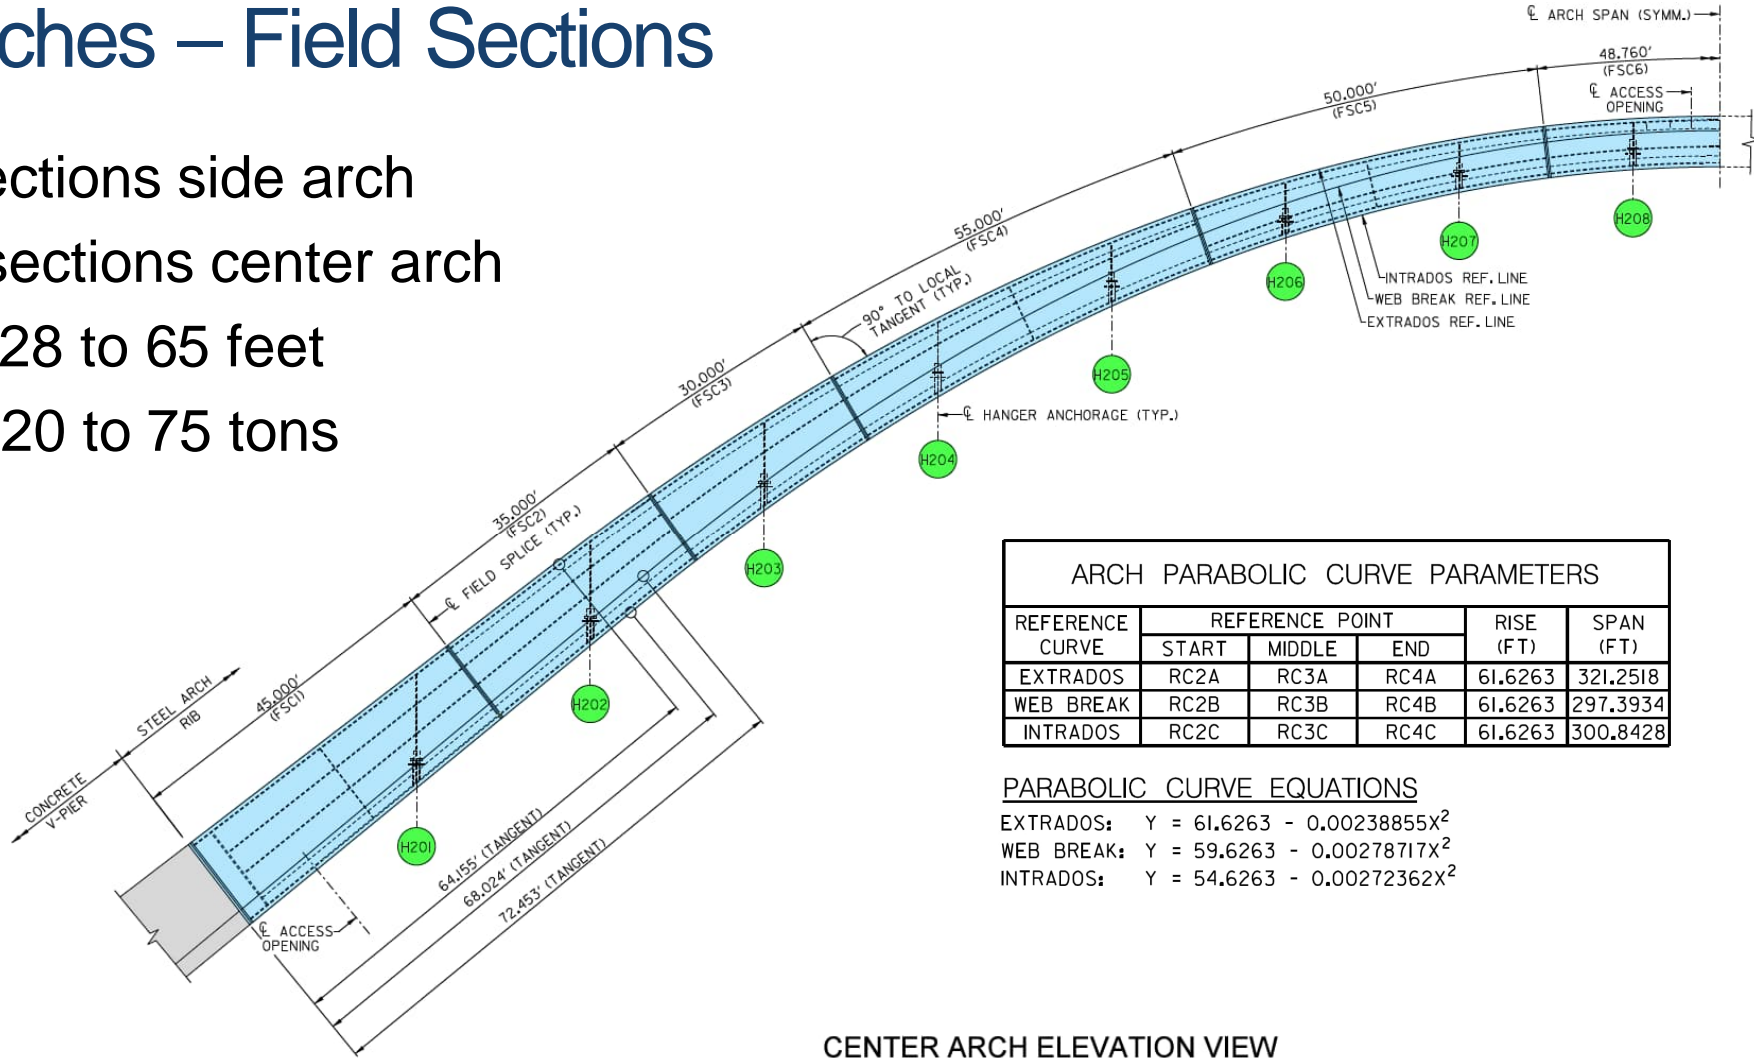 ches – Field Sections
ections side arch
sections center arch
28 to 65 feet
20 to 75 tons
℄ ARCH SPAN (SYMM.)
48.760'
(FSC6)
℄ ACCESS
OPENING
50.000'
(FSC5)
55.000'
(FSC4)
90° TO LOCAL
TANGENT (TYP.)
30.000'
(FSC3)
35.000'
(FSC2)
℄ FIELD SPLICE (TYP.)
45.000'
(FSC1)
STEEL ARCH
RIB
CONCRETE
V-PIER
H208
H207
H206
H205
H204
H203
H202
H201
INTRADOS REF. LINE
WEB BREAK REF. LINE
EXTRADOS REF. LINE
℄ HANGER ANCHORAGE (TYP.)
64.155' (TANGENT)
68.024' (TANGENT)
72.453' (TANGENT)
℄ ACCESS
OPENING
ARCH PARABOLIC CURVE PARAMETERS
REFERENCE CURVE REFERENCE POINT RISE (FT) SPAN (FT)
START MIDDLE END
EXTRADOS RC2A RC3A RC4A 61.6263 321.2518
WEB BREAK RC2B RC3B RC4B 61.6263 297.3934
INTRADOS RC2C RC3C RC4C 61.6263 300.8428
PARABOLIC CURVE EQUATIONS
EXTRADOS: Y = 61.6263 - 0.00238855X²
WEB BREAK: Y = 59.6263 - 0.00278717X²
INTRADOS: Y = 54.6263 - 0.00272362X²
CENTER ARCH ELEVATION VIEW